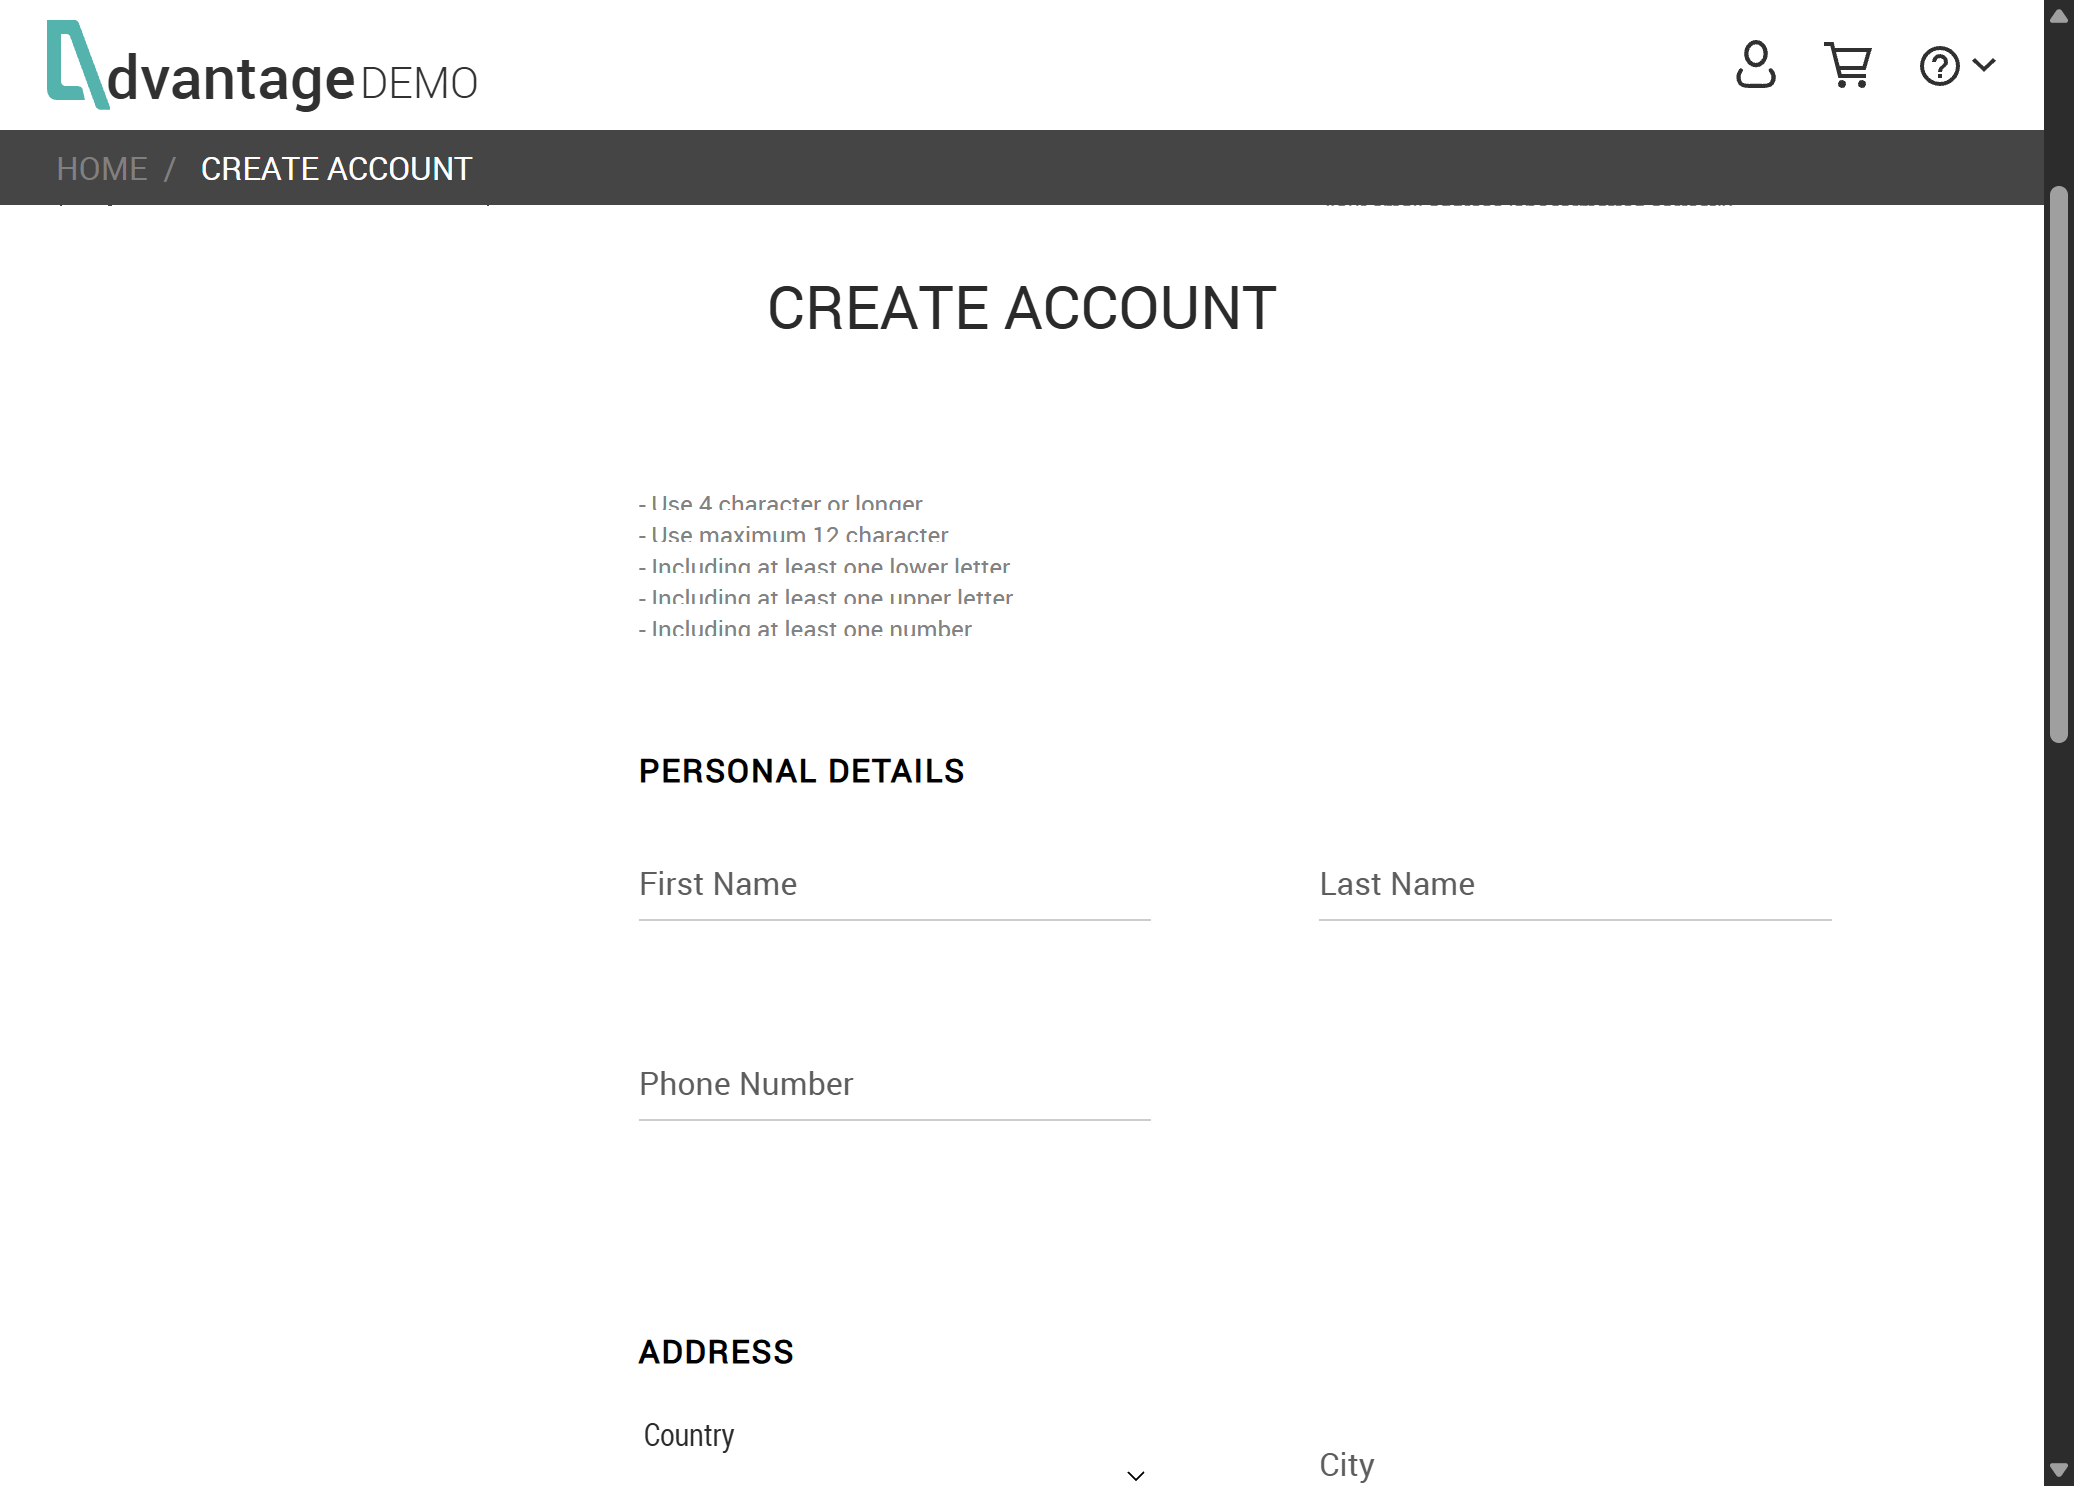 dvantage DEMO
HOME / CREATE ACCOUNT
CREATE ACCOUNT
- Use 4 character or longer
- Use maximum 12 character
- Including at least one lower letter
- Including at least one upper letter
- Including at least one number
PERSONAL DETAILS
First Name
Last Name
Phone Number
ADDRESS
Country
City